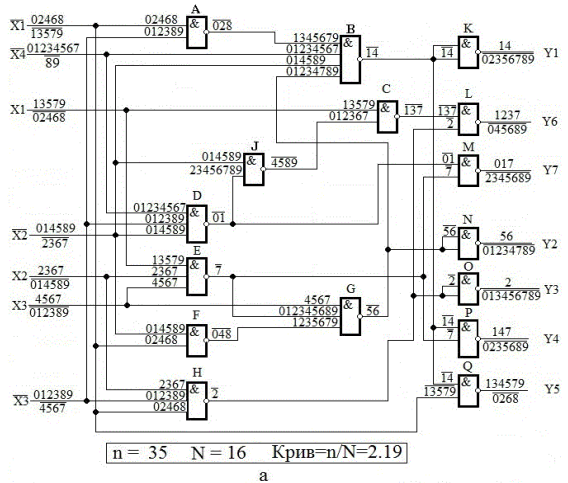 A
X1 02468 02468 & 028
13579 012389
B
X4 01234567 1345679 & 14
89 01234567
014589
01234789
K
14 & 14 Y1
02356789
X1 13579
02468
C
13579 & 137
012367
L
137 & 1237 Y6
2 045689
J
014589 & 4589
23456789
M
01 & 017 Y7
7 2345689
D
01234567 & 01
012389
014589
X2 014589
2367
N
56 & 56 Y2
01234789
E
13579 & 7
2367
4567
X2 2367
014589
X3 4567
012389
O
2 & 2 Y3
013456789
G
4567 & 56
012345689
1235679
F
014589 & 048
02468
P
14 & 147 Y4
7 0235689
H
2367 & 2
012389
02468
X3 012389
4567
Q
14 & 134579 Y5
13579 0268
n = 35 N = 16 Крив=n/N=2.19
а